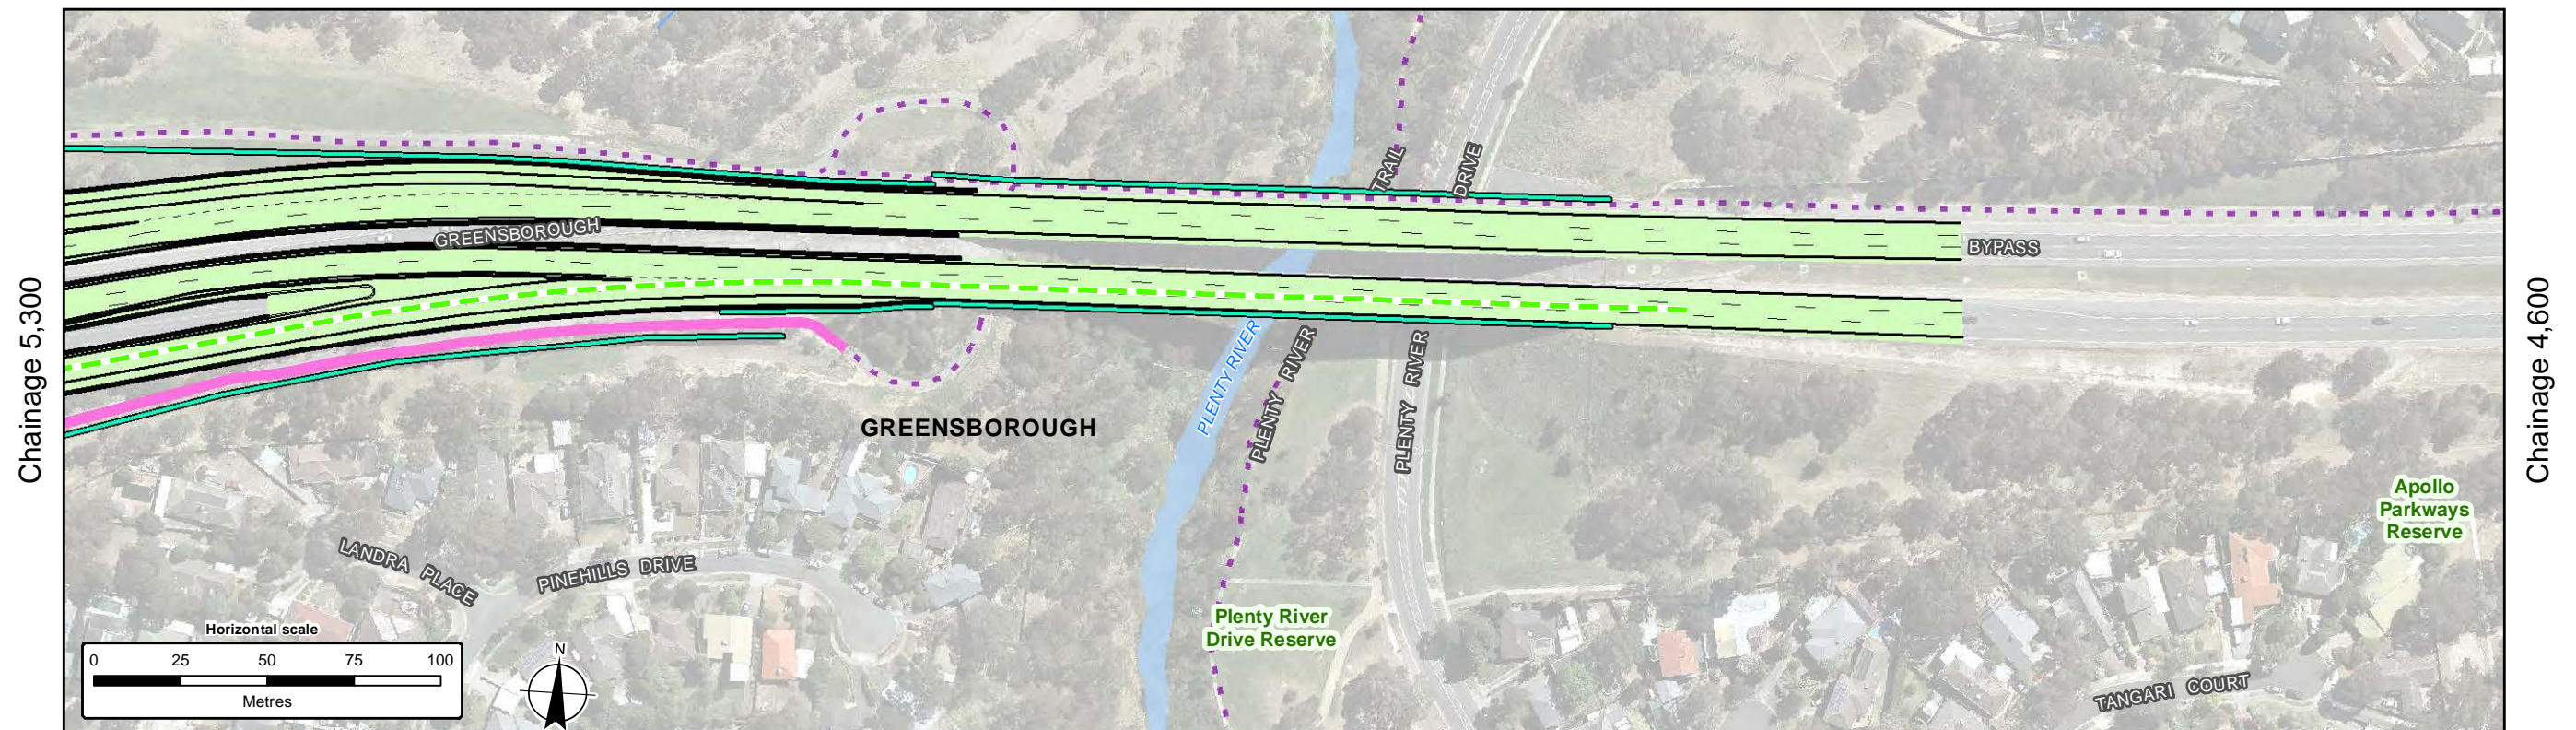 TRAIL
DRIVE
GREENSBOROUGH
BYPASS
Chainage 5,300
Chainage 4,600
PLENTY RIVER
PLENTY RIVER
PLENTY RIVER
GREENSBOROUGH
Apollo
Parkways
Reserve
LANDRA PLACE
PINEHILLS DRIVE
Plenty River
Drive Reserve
TANGARI COURT
Horizontal scale
0 25 50 75 100
Metres
N